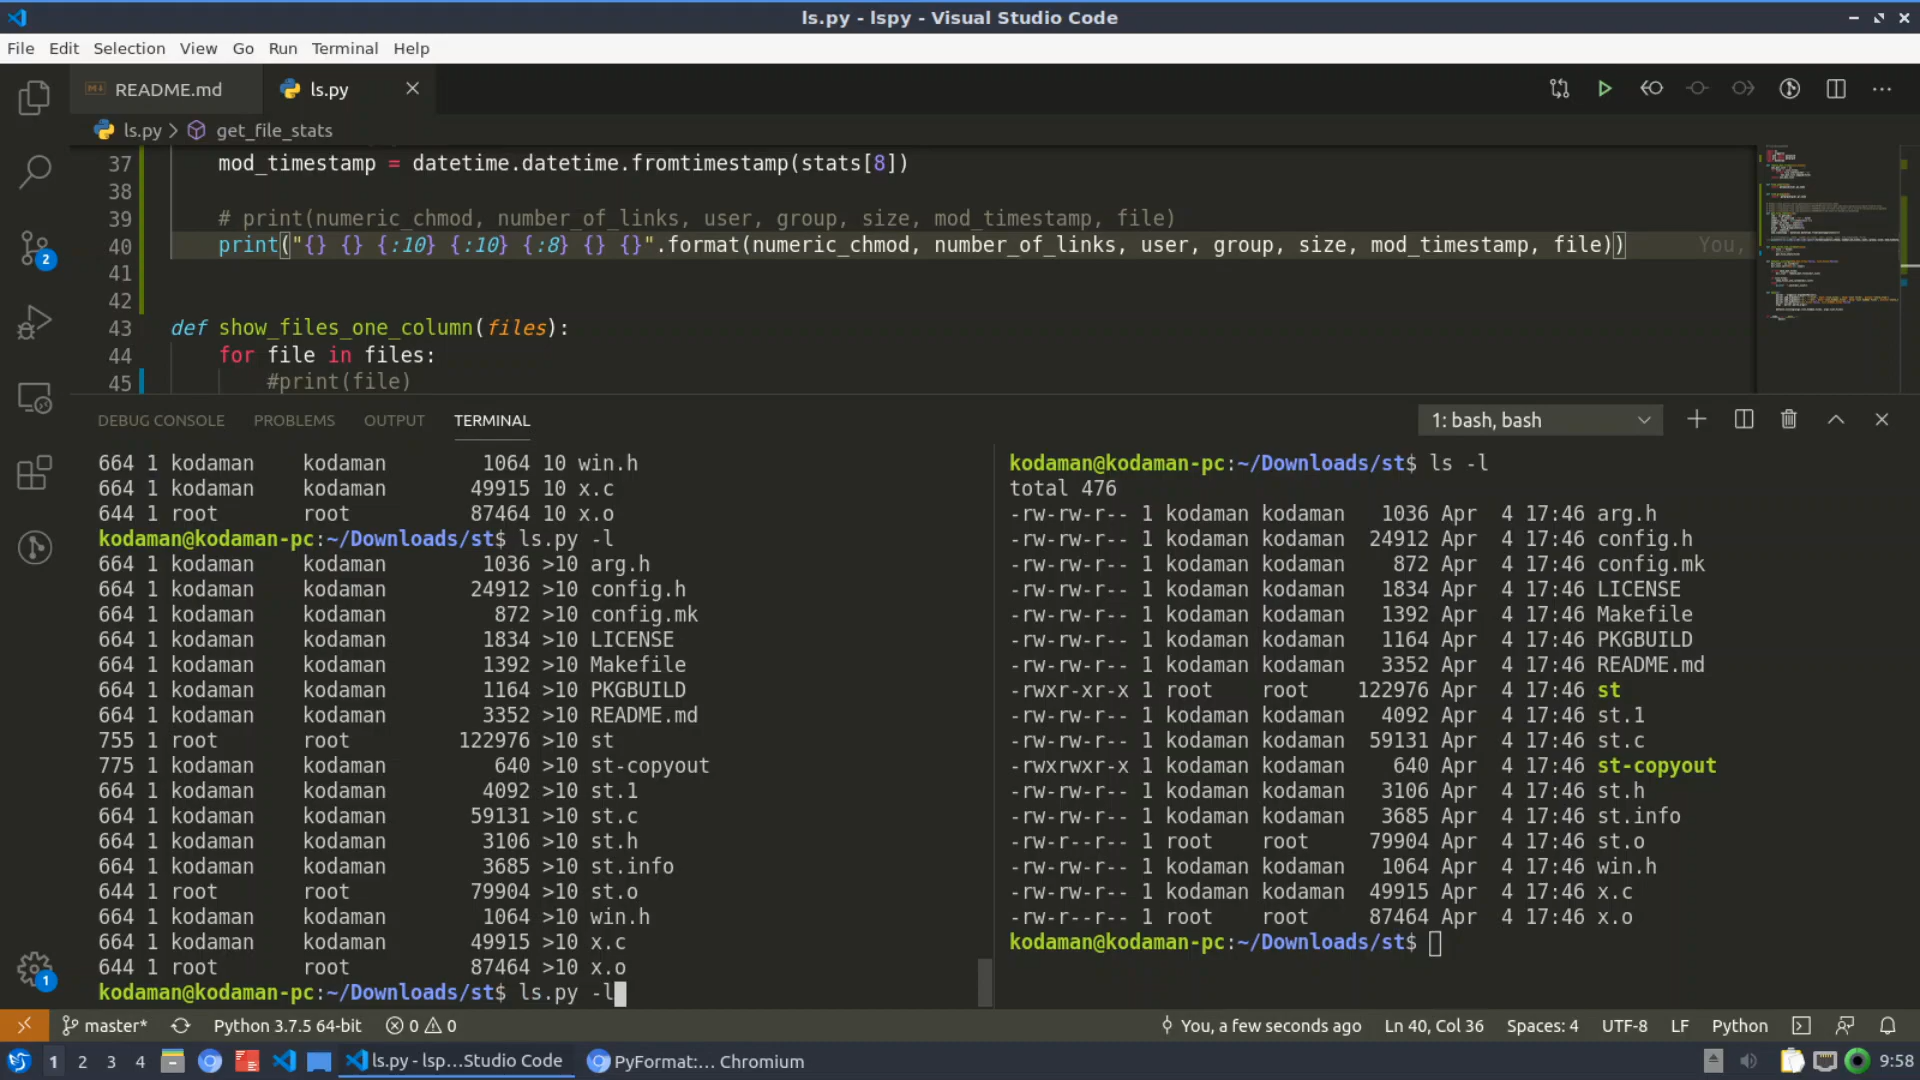 ls.py - lspy - Visual Studio Code
File Edit Selection View Go Run Terminal Help
README.md ls.py
ls.py > get_file_stats
37 mod_timestamp = datetime.datetime.fromtimestamp(stats[8])
38
39 # print(numeric_chmod, number_of_links, user, group, size, mod_timestamp, file)
40 print("{} {} {:10} {:10} {:8} {} {}".format(numeric_chmod, number_of_links, user, group, size, mod_timestamp, file)) You,
41
42
43 def show_files_one_column(files):
44 for file in files:
45 #print(file)
2
DEBUG CONSOLE PROBLEMS OUTPUT TERMINAL 1: bash, bash
664 1 kodaman kodaman 1064 10 win.h
664 1 kodaman kodaman 49915 10 x.c
644 1 root root 87464 10 x.o
kodaman@kodaman-pc:~/Downloads/st$ ls.py -l
664 1 kodaman kodaman 1036 >10 arg.h
664 1 kodaman kodaman 24912 >10 config.h
664 1 kodaman kodaman 872 >10 config.mk
664 1 kodaman kodaman 1834 >10 LICENSE
664 1 kodaman kodaman 1392 >10 Makefile
664 1 kodaman kodaman 1164 >10 PKGBUILD
664 1 kodaman kodaman 3352 >10 README.md
755 1 root root 122976 >10 st
775 1 kodaman kodaman 640 >10 st-copyout
664 1 kodaman kodaman 4092 >10 st.1
664 1 kodaman kodaman 59131 >10 st.c
664 1 kodaman kodaman 3106 >10 st.h
664 1 kodaman kodaman 3685 >10 st.info
644 1 root root 79904 >10 st.o
664 1 kodaman kodaman 1064 >10 win.h
664 1 kodaman kodaman 49915 >10 x.c
644 1 root root 87464 >10 x.o
kodaman@kodaman-pc:~/Downloads/st$ ls.py -l
kodaman@kodaman-pc:~/Downloads/st$ ls -l
total 476
-rw-rw-r-- 1 kodaman kodaman 1036 Apr 4 17:46 arg.h
-rw-rw-r-- 1 kodaman kodaman 24912 Apr 4 17:46 config.h
-rw-rw-r-- 1 kodaman kodaman 872 Apr 4 17:46 config.mk
-rw-rw-r-- 1 kodaman kodaman 1834 Apr 4 17:46 LICENSE
-rw-rw-r-- 1 kodaman kodaman 1392 Apr 4 17:46 Makefile
-rw-rw-r-- 1 kodaman kodaman 1164 Apr 4 17:46 PKGBUILD
-rw-rw-r-- 1 kodaman kodaman 3352 Apr 4 17:46 README.md
-rwxr-xr-x 1 root root 122976 Apr 4 17:46 st
-rw-rw-r-- 1 kodaman kodaman 4092 Apr 4 17:46 st.1
-rw-rw-r-- 1 kodaman kodaman 59131 Apr 4 17:46 st.c
-rwxrwxr-x 1 kodaman kodaman 640 Apr 4 17:46 st-copyout
-rw-rw-r-- 1 kodaman kodaman 3106 Apr 4 17:46 st.h
-rw-rw-r-- 1 kodaman kodaman 3685 Apr 4 17:46 st.info
-rw-r--r-- 1 root root 79904 Apr 4 17:46 st.o
-rw-rw-r-- 1 kodaman kodaman 1064 Apr 4 17:46 win.h
-rw-rw-r-- 1 kodaman kodaman 49915 Apr 4 17:46 x.c
-rw-r--r-- 1 root root 87464 Apr 4 17:46 x.o
kodaman@kodaman-pc:~/Downloads/st$
1
master* Python 3.7.5 64-bit 0 0 You, a few seconds ago Ln 40, Col 36 Spaces: 4 UTF-8 LF Python
1 2 3 4 ls.py - lsp...Studio Code PyFormat:... Chromium 9:58